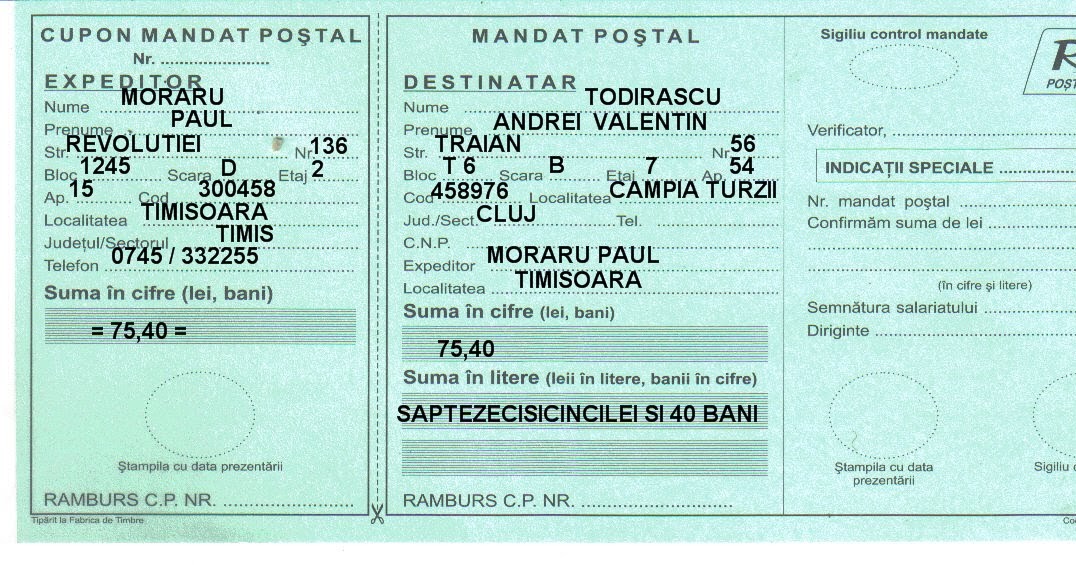 CUPON MANDAT POŞTAL
Nr. ........................
EXPEDITOR
Nume MORARU
Prenume PAUL
Str. REVOLUTIEI Nr 136
Bloc 1245 Scara D Etaj 2
Ap. 15 Cod 300458
Localitatea TIMISOARA
Județul/Sectorul TIMIS
Telefon 0745 / 332255
Suma în cifre (lei, bani)
= 75,40 =
Ştampila cu data prezentării
RAMBURS C.P. NR. ........................
Tipărit la Fabrica de Timbre
MANDAT POŞTAL
DESTINATAR
Nume TODIRASCU
Prenume ANDREI VALENTIN
Str. TRAIAN Nr 56
Bloc T 6 Scara B Etaj 7 Ap. 54
Cod 458976 Localitatea CAMPIA TURZII
Jud./Sect. CLUJ Tel.
C.N.P.
Expeditor MORARU PAUL
Localitatea TIMISOARA
Suma în cifre (lei, bani)
75,40
Suma în litere (leii în litere, banii în cifre)
SAPTEZECISICINCILEI SI 40 BANI
RAMBURS C.P. NR. ........................
Sigiliu control mandate
Verificator,
INDICAȚII SPECIALE
Nr. mandat poştal
Confirmăm suma de lei
(în cifre şi litere)
Semnătura salariatului
Diriginte
Ştampila cu data
prezentării